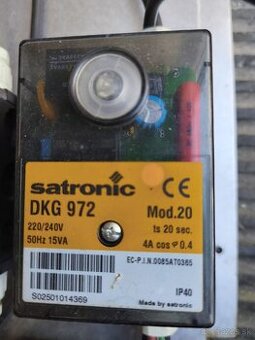 satronic CE
DKG 972 Mod.20
220/240V ts 20 sec.
50Hz 15VA 4A cos φ 0.4
EC-P.I.N.0085AT0385
IP40
S02501014369 Made by satronic